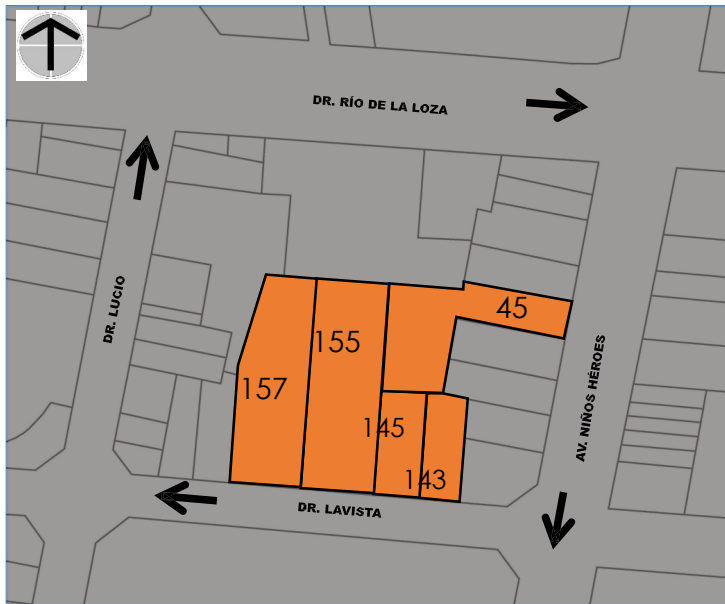 DR. RÍO DE LA LOZA
DR. LUCIO
45
155
AV. NIÑOS HÉROES
157
145
143
DR. LAVISTA